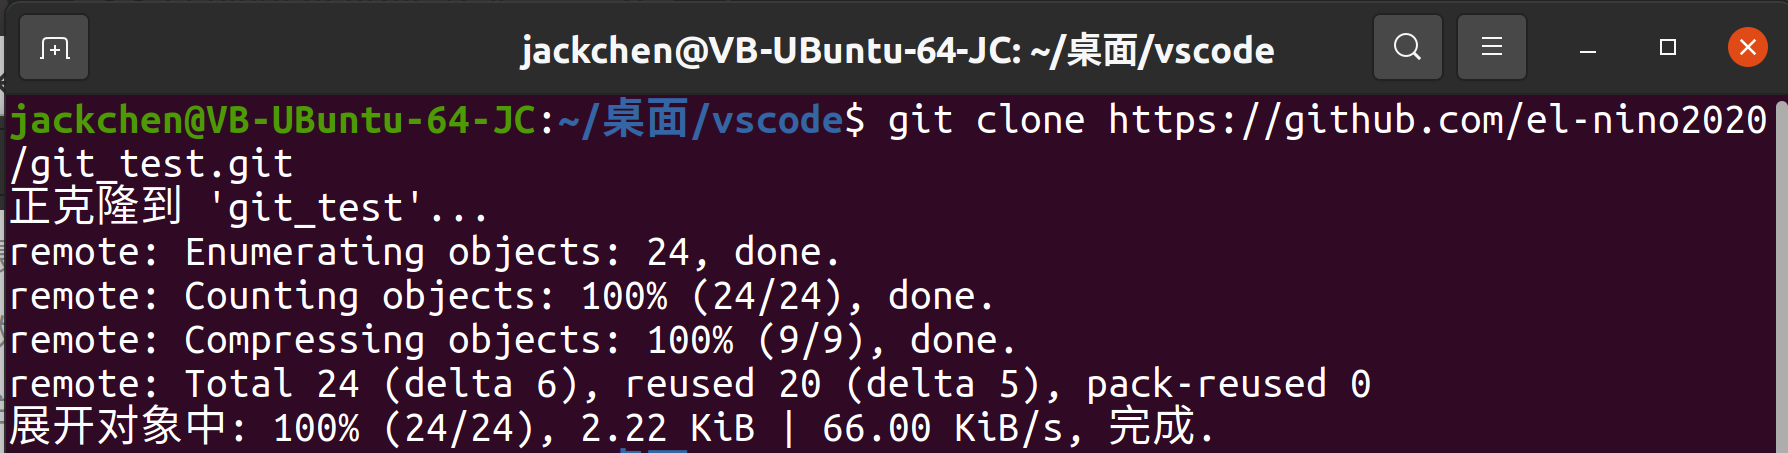 jackchen@VB-UBuntu-64-JC: ~/桌面/vscode
jackchen@VB-UBuntu-64-JC:~/桌面/vscode$ git clone https://github.com/el-nino2020
/git_test.git
正克隆到 'git_test'...
remote: Enumerating objects: 24, done.
remote: Counting objects: 100% (24/24), done.
remote: Compressing objects: 100% (9/9), done.
remote: Total 24 (delta 6), reused 20 (delta 5), pack-reused 0
展开对象中: 100% (24/24), 2.22 KiB | 66.00 KiB/s, 完成.